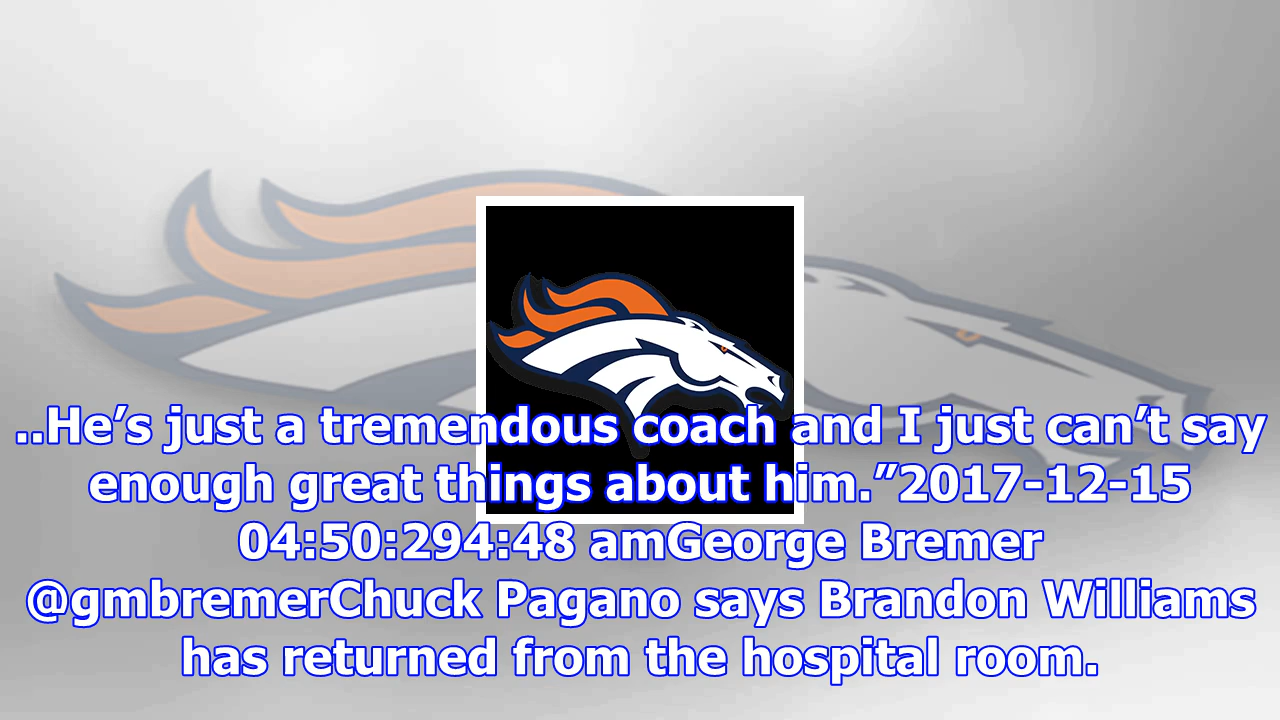 ..He’s just a tremendous coach and I just can’t say
enough great things about him.”2017-12-15
04:50:294:48 amGeorge Bremer
@gmbremerChuck Pagano says Brandon Williams
has returned from the hospital room.